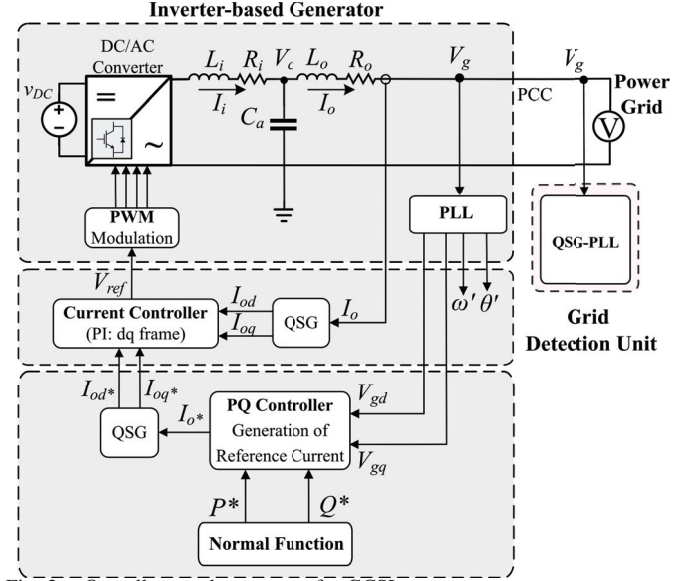 Inverter-based Generator
DC/AC
Converter
L_i R_i V_c L_o R_o V_g V_g
v_DC
+
−
=
~
I_i I_o
C_a
PCC
Power
Grid
V
PWM
Modulation
PLL
QSG-PLL
V_ref
ω' θ'
Current Controller
(PI: dq frame)
I_od
I_oq
QSG
I_o
Grid
Detection Unit
I_od* I_oq*
QSG
I_o*
PQ Controller
Generation of
Reference Current
V_gd
V_gq
P* Q*
Normal Function